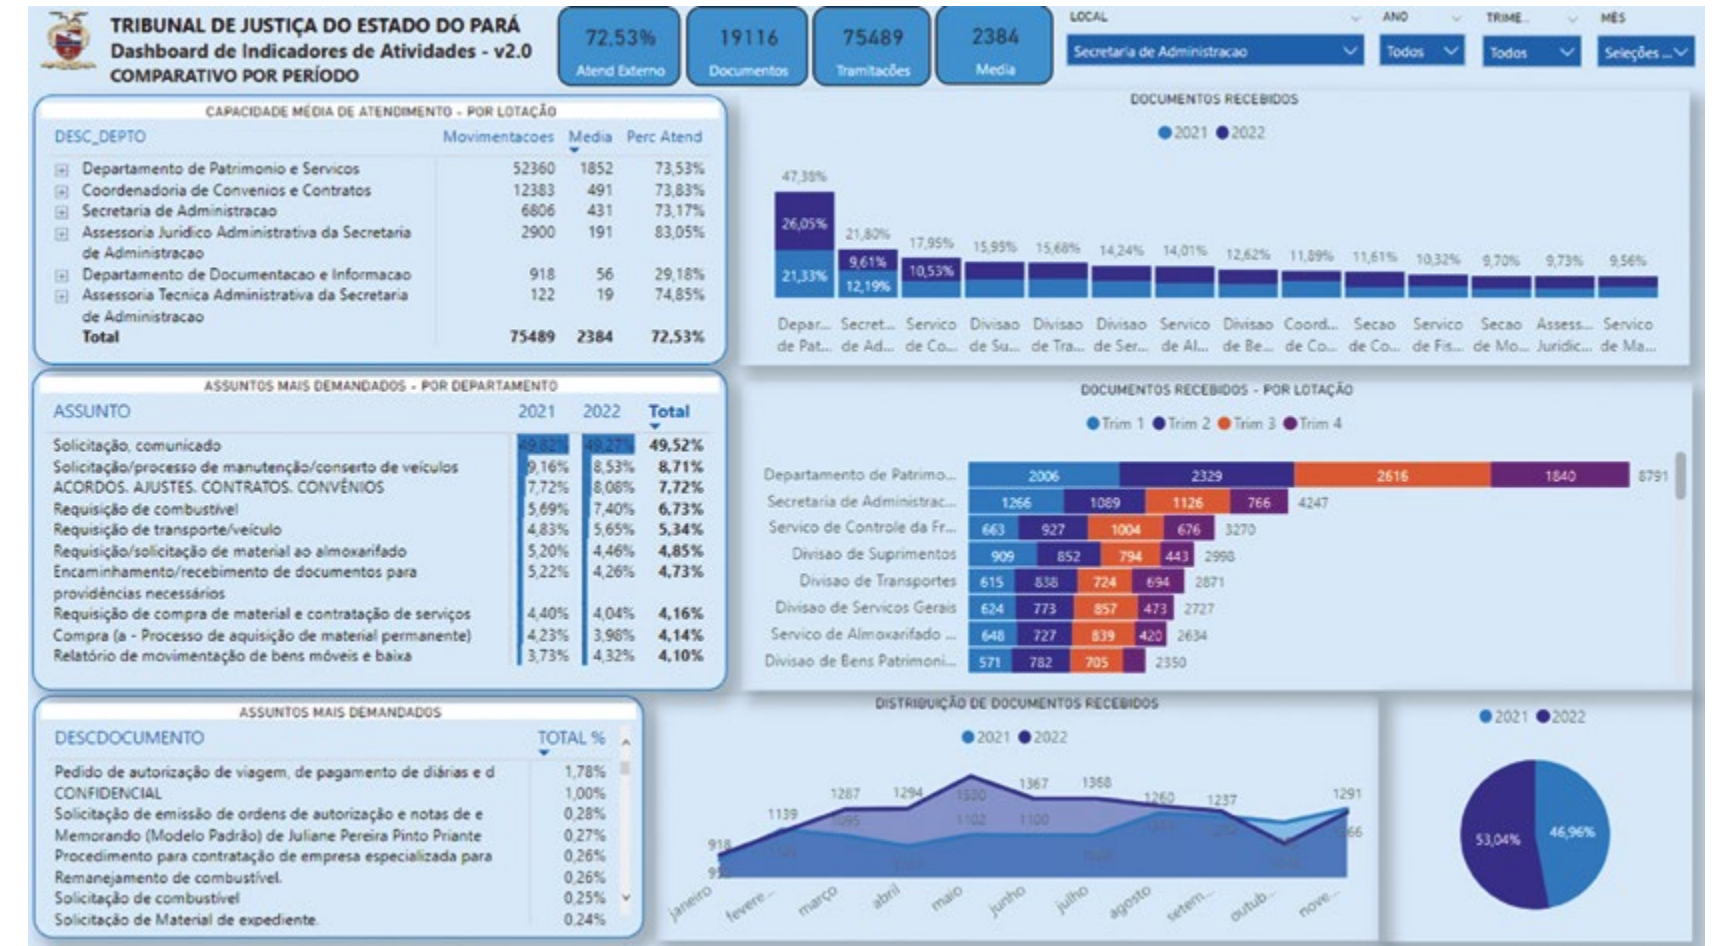 TRIBUNAL DE JUSTIÇA DO ESTADO DO PARÁ
Dashboard de Indicadores de Atividades - v2.0
COMPARATIVO POR PERÍODO
72,53%
Atend Externo
19116
Documentos
75489
Tramitacões
2384
Media
LOCAL
Secretaria de Administracao
ANO
Todos
TRIME...
Todos
MÊS
Seleções ...
CAPACIDADE MÉDIA DE ATENDIMENTO - POR LOTAÇÃO
DESC_DEPTO Movimentacoes Media Perc Atend
Departamento de Patrimonio e Servicos 52360 1852 73,53%
Coordenadoria de Convenios e Contratos 12383 491 73,83%
Secretaria de Administracao 6806 431 73,17%
Assessoria Juridico Administrativa da Secretaria 2900 191 83,05%
de Administracao
Departamento de Documentacao e Informacao 918 56 29,18%
Assessoria Tecnica Administrativa da Secretaria 122 19 74,85%
de Administracao
Total 75489 2384 72,53%
DOCUMENTOS RECEBIDOS
2021 2022
47,38% 21,80% 17,95% 15,95% 15,68% 14,24% 14,01% 12,62% 11,89% 11,61% 10,32% 9,70% 9,73% 9,56%
26,05% 9,61% 10,53%
21,33% 12,19%
Depar... Secret... Servico Divisao Divisao Divisao Servico Divisao Coord... Secao Servico Secao Assess... Servico
de Pat... de Ad... de Co... de Su... de Tra... de Ser... de Al... de Be... de Co... de Co... de Fis... de Mo... Juridic... de Ma...
ASSUNTOS MAIS DEMANDADOS - POR DEPARTAMENTO
ASSUNTO 2021 2022 Total
Solicitação, comunicado 49,82% 49,27% 49,52%
Solicitação/processo de manutenção/conserto de veículos 9,16% 8,53% 8,71%
ACORDOS. AJUSTES. CONTRATOS. CONVÊNIOS 7,72% 8,08% 7,72%
Requisição de combustível 5,69% 7,40% 6,73%
Requisição de transporte/veículo 4,83% 5,65% 5,34%
Requisição/solicitação de material ao almoxarifado 5,20% 4,46% 4,85%
Encaminhamento/recebimento de documentos para 5,22% 4,26% 4,73%
providências necessários
Requisição de compra de material e contratação de serviços 4,40% 4,04% 4,16%
Compra (a - Processo de aquisição de material permanente) 4,23% 3,98% 4,14%
Relatório de movimentação de bens móveis e baixa 3,73% 4,32% 4,10%
DOCUMENTOS RECEBIDOS - POR LOTAÇÃO
Trim 1 Trim 2 Trim 3 Trim 4
Departamento de Patrimo... 2006 2329 2616 1840 8791
Secretaria de Administrac... 1266 1089 1126 766 4247
Servico de Controle da Fr... 663 927 1004 676 3270
Divisao de Suprimentos 909 852 794 443 2998
Divisao de Transportes 615 838 724 694 2871
Divisao de Servicos Gerais 624 773 857 473 2727
Servico de Almoxarifado ... 648 727 839 420 2634
Divisao de Bens Patrimoni... 571 782 705 2350
ASSUNTOS MAIS DEMANDADOS
DESCDOCUMENTO TOTAL %
Pedido de autorização de viagem, de pagamento de diárias e d 1,78%
CONFIDENCIAL 1,00%
Solicitação de emissão de ordens de autorização e notas de e 0,28%
Memorando (Modelo Padrão) de Juliane Pereira Pinto Priante 0,27%
Procedimento para contratação de empresa especializada para 0,26%
Remanejamento de combustível. 0,26%
Solicitação de combustível 0,25%
Solicitação de Material de expediente. 0,24%
DISTRIBUIÇÃO DE DOCUMENTOS RECEBIDOS
2021 2022
918 1139 1287 1294 1367 1368 1260 1237 1291
1095 1102 1100
janeiro fevere... março abril maio junho julho agosto setem... outub... nove...
2021 2022
53,04% 46,96%